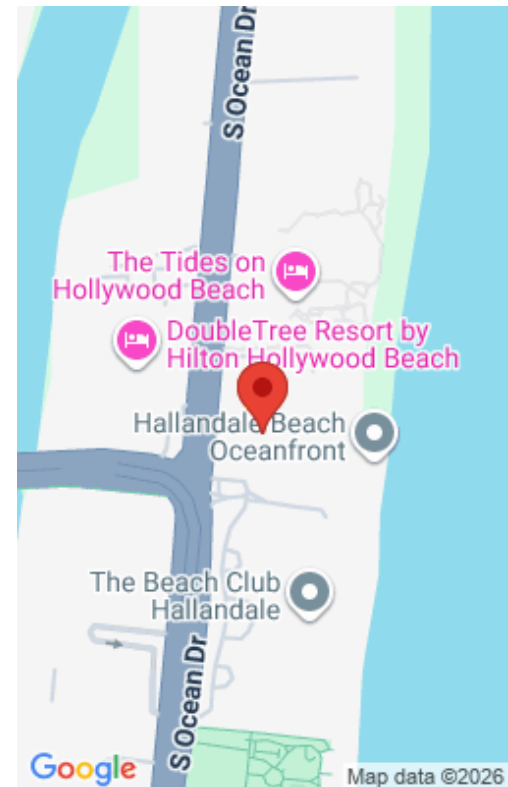 S Ocean Dr
The Tides on
Hollywood Beach
DoubleTree Resort by
Hilton Hollywood Beach
Hallandale Beach
Oceanfront
The Beach Club
Hallandale
S Ocean Dr
Google
Map data ©2026